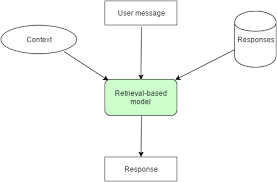 User message
Context
Responses
Retrieval-based
model
Response